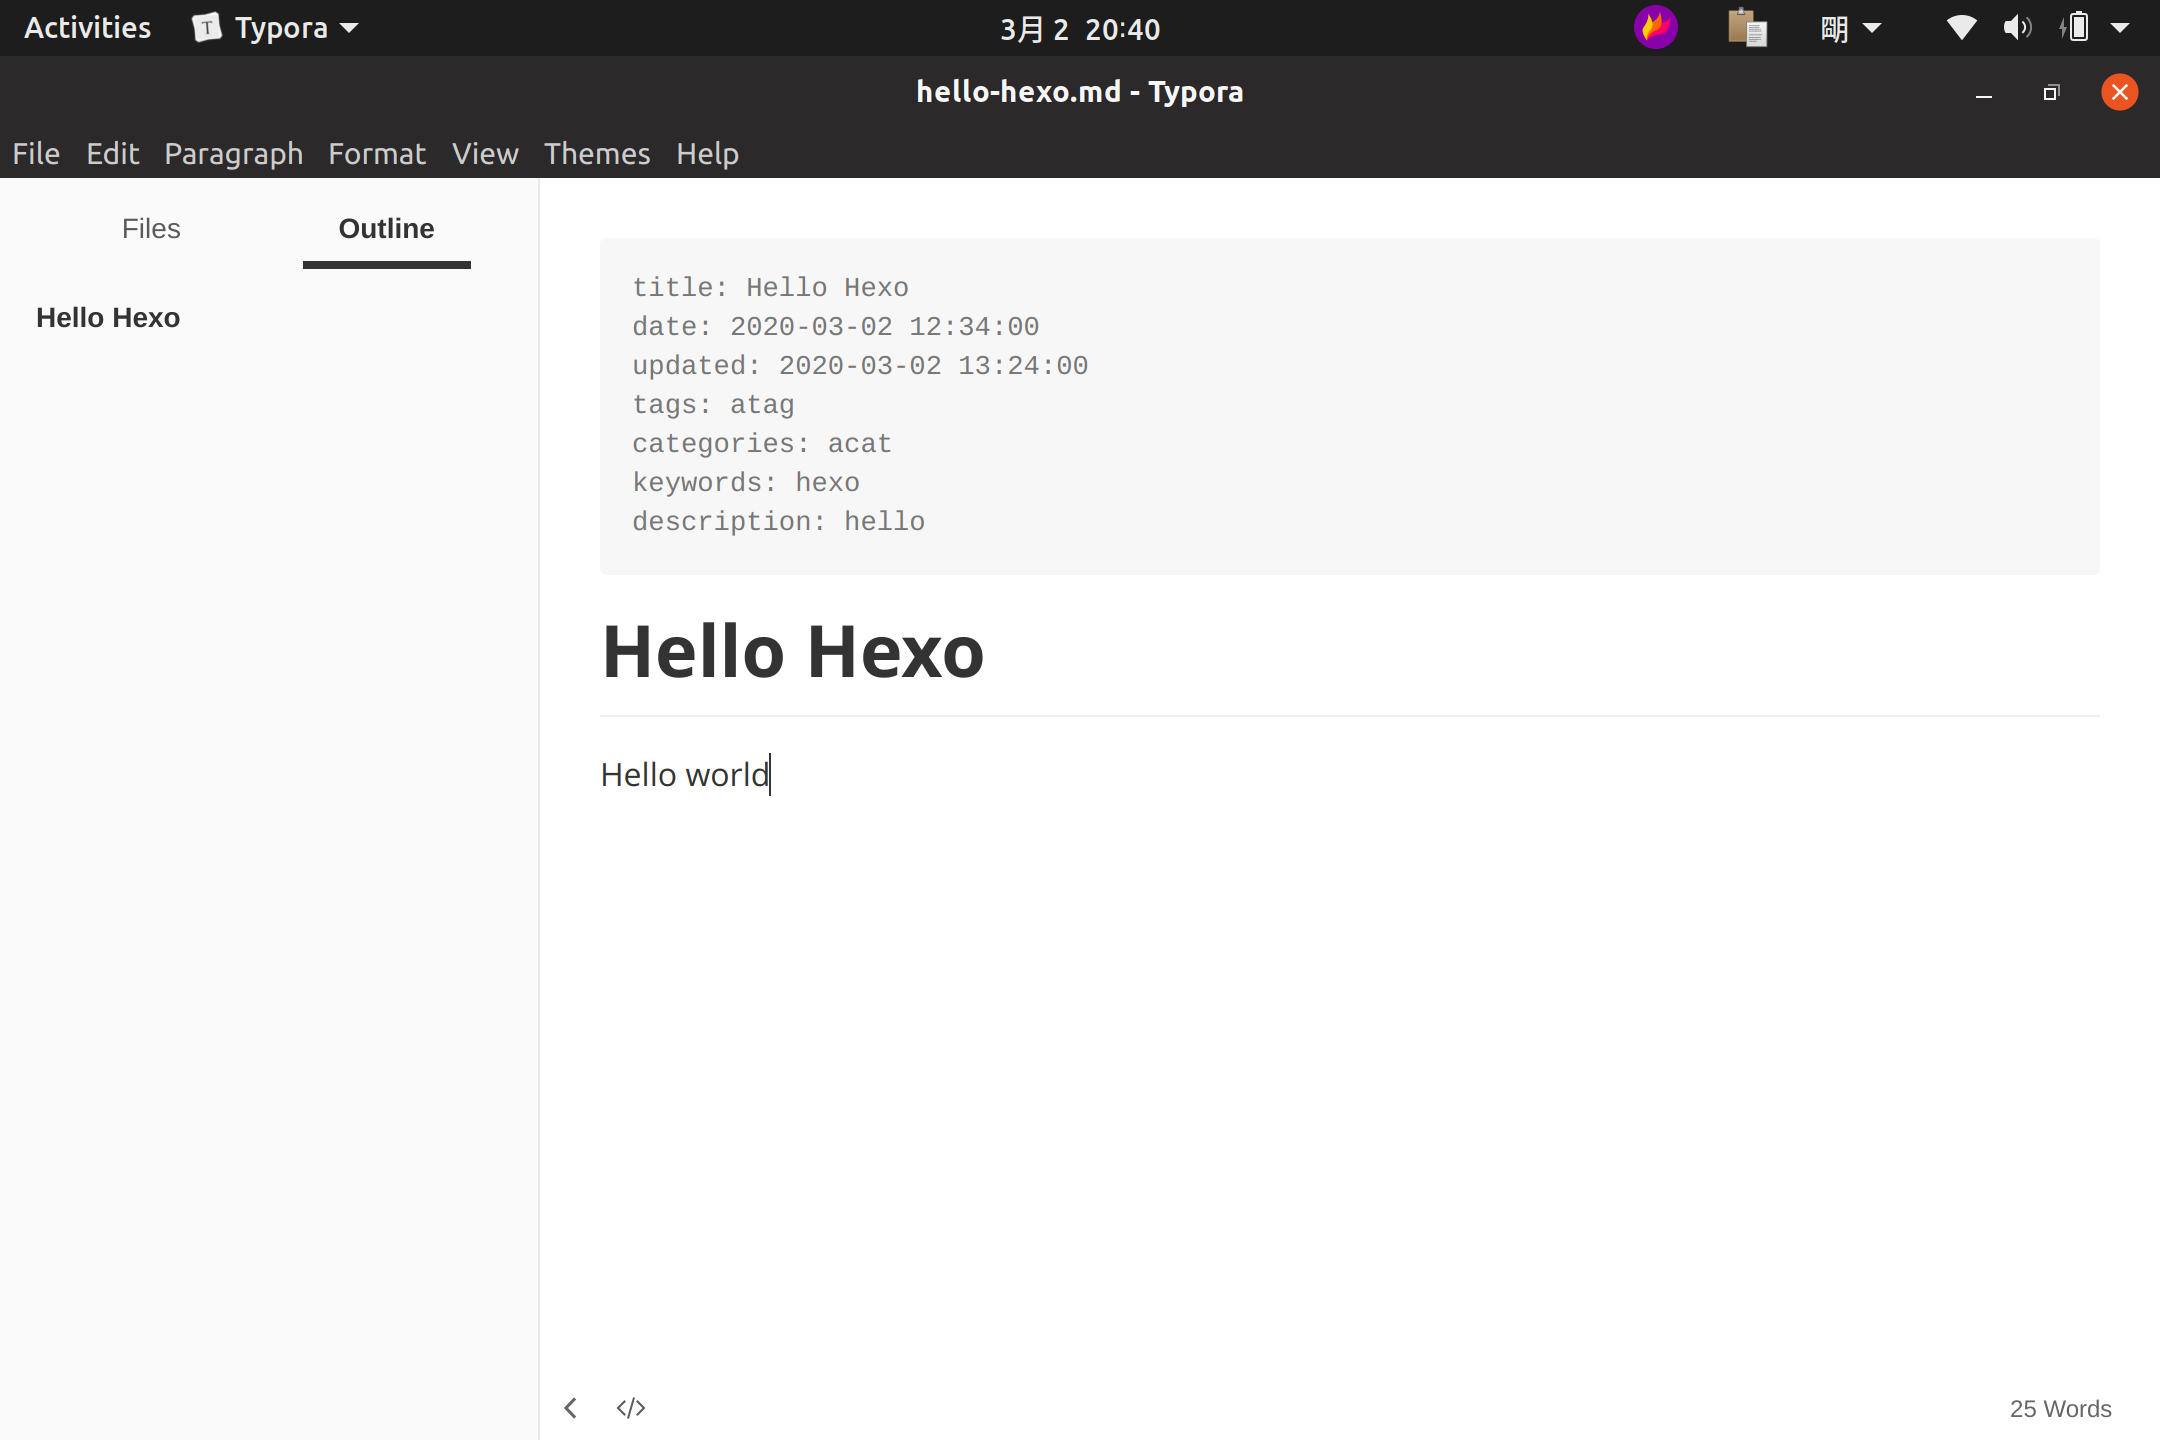 Activities Typora 3月 2 20:40
hello-hexo.md - Typora
File Edit Paragraph Format View Themes Help
Files Outline
Hello Hexo
title: Hello Hexo
date: 2020-03-02 12:34:00
updated: 2020-03-02 13:24:00
tags: atag
categories: acat
keywords: hexo
description: hello
Hello Hexo
Hello world
</> 25 Words